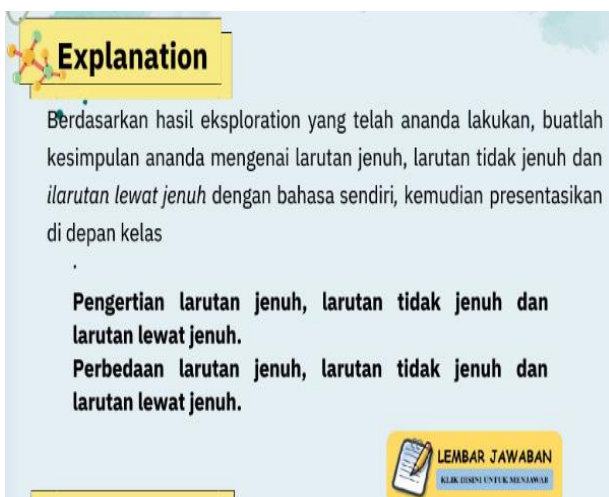 Explanation
Berdasarkan hasil eksploration yang telah ananda lakukan, buatlah
kesimpulan ananda mengenai larutan jenuh, larutan tidak jenuh dan
ilarutan lewat jenuh dengan bahasa sendiri, kemudian presentasikan
di depan kelas
.
Pengertian larutan jenuh, larutan tidak jenuh dan
larutan lewat jenuh.
Perbedaan larutan jenuh, larutan tidak jenuh dan
larutan lewat jenuh.
LEMBAR JAWABAN
KLIK DISINI UNTUK MENJAWAB